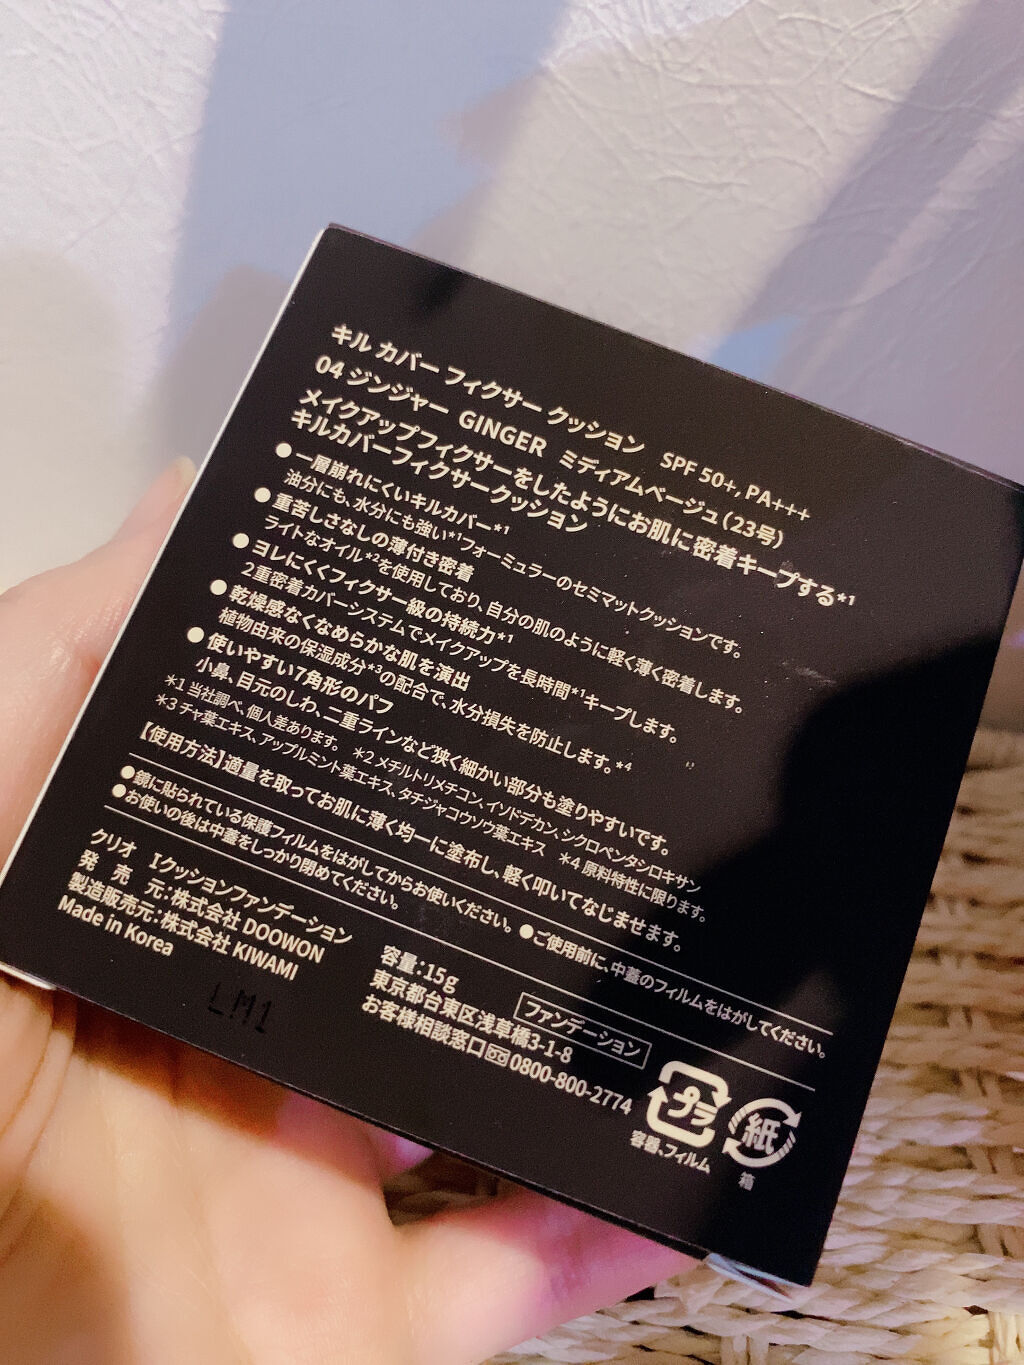 キル カバー フィクサー クッション SPF 50+, PA+++
04 ジンジャー GINGER ミディアムベージュ(23号)
メイクアップフィクサーをしたようにお肌に密着キープする*1
キルカバーフィクサークッション
●一層崩れにくいキルカバー*1
油分にも、水分にも強い*1フォーミュラーのセミマットクッションです。
●重苦しさなしの薄付き密着
ライトなオイル*2を使用しており、自分の肌のように軽く薄く密着します。
●ヨレにくくフィクサー級の持続力*1
2重密着カバーシステムでメイクアップを長時間*1キープします。
●乾燥感なくなめらかな肌を演出
植物由来の保湿成分*3の配合で、水分損失を防止します。*4
●使いやすい7角形のパフ
小鼻、目元のしわ、二重ラインなど狭く細かい部分も塗りやすいです。
*1 当社調べ、個人差あります。 *2 メチルトリメチコン、イソドデカン、シクロペンタシロキサン
*3 チャ葉エキス、アップルミント葉エキス、タチジャコウソウ葉エキス *4 原料特性に限ります。
【使用方法】適量を取ってお肌に薄く均一に塗布し、軽く叩いてなじませます。
●鏡に貼られている保護フィルムをはがしてからお使いください。●ご使用前に、中蓋のフィルムをはがしてください。
●お使いの後は中蓋をしっかり閉めてください。
クリオ Iクッションファンデーション
発 売 元:株式会社 DOOWON
製造販売元:株式会社 KIWAMI
Made in Korea
LM1
容量:15g
ファンデーション
東京都台東区浅草橋3-1-8
お客様相談窓口 0800-800-2774
プラ
容器、フィルム
紙
箱